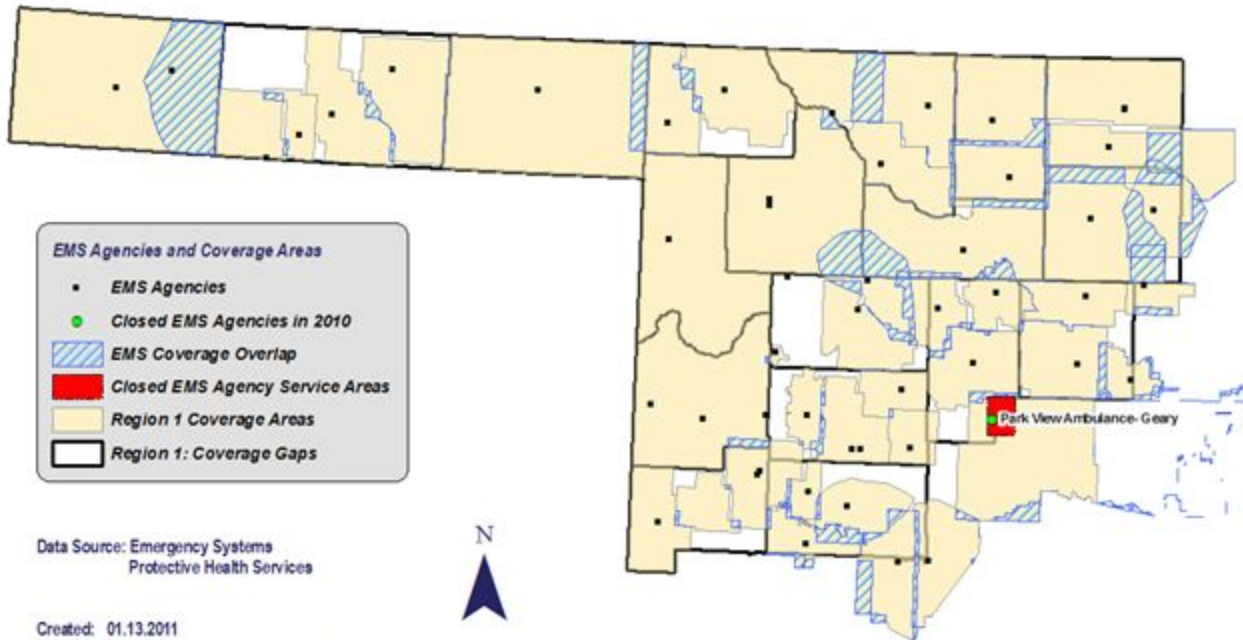 EMS Agencies and Coverage Areas
EMS Agencies
Closed EMS Agencies in 2010
EMS Coverage Overlap
Closed EMS Agency Service Areas
Region 1 Coverage Areas
Region 1: Coverage Gaps
Park View Ambulance- Geary
Data Source: Emergency Systems
Protective Health Services
N
Created: 01.13.2011